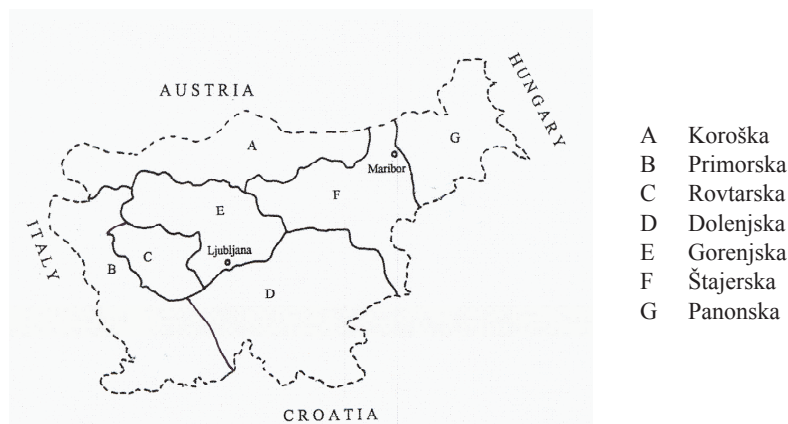 AUSTRIA
HUNGARY
ITALY
CROATIA
A
B
C
D
E
F
G
Maribor
Ljubljana
A Koroška
B Primorska
C Rovtarska
D Dolenjska
E Gorenjska
F Štajerska
G Panonska